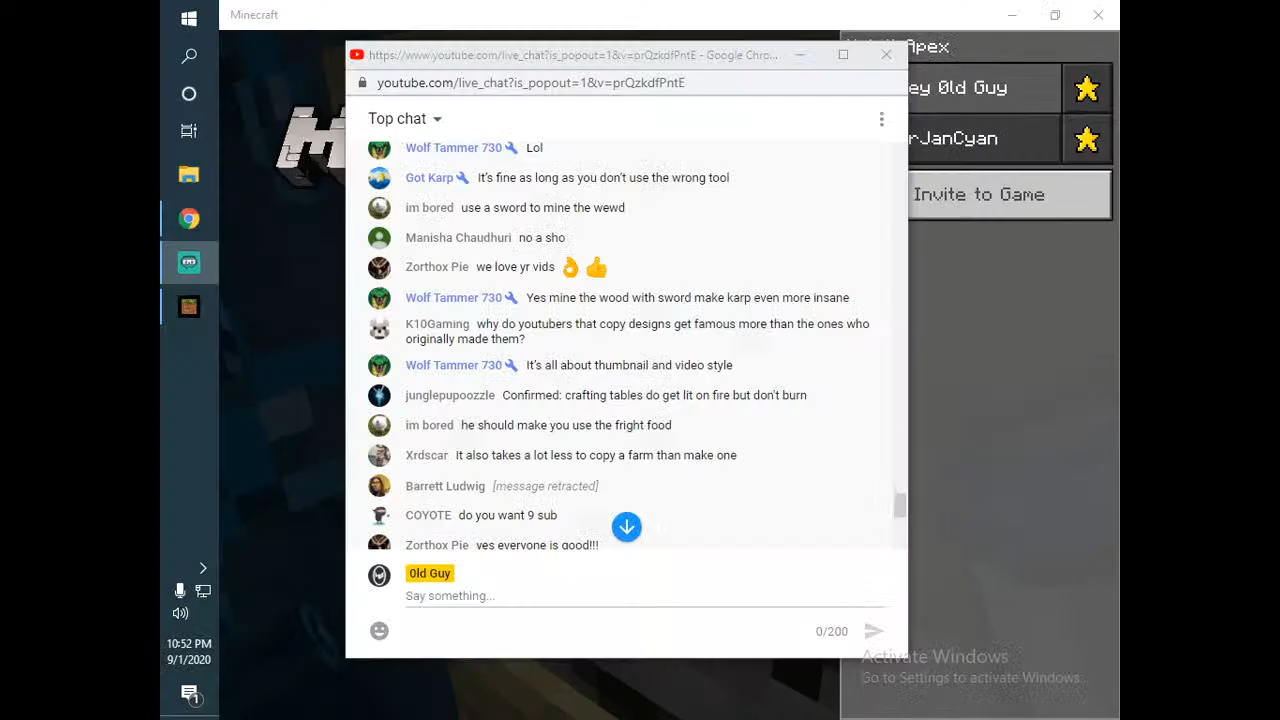 Minecraft
https://www.youtube.com/live_chat?is_popout=1&v=prQzkdfPntE - Google Chro...
Apex
youtube.com/live_chat?is_popout=1&v=prQzkdfPntE
ey 0ld Guy
Top chat
rJanCyan
Wolf Tammer 730 Lol
Got Karp It's fine as long as you don't use the wrong tool
Invite to Game
im bored use a sword to mine the wewd
Manisha Chaudhuri no a sho
Zorthox Pie we love yr vids 👌👍
Wolf Tammer 730 Yes mine the wood with sword make karp even more insane
K10Gaming why do youtubers that copy designs get famous more than the ones who
originally made them?
Wolf Tammer 730 It's all about thumbnail and video style
junglepupoozzle Confirmed: crafting tables do get lit on fire but don't burn
im bored he should make you use the fright food
Xrdscar It also takes a lot less to copy a farm than make one
Barrett Ludwig [message retracted]
COYOTE do you want 9 sub
Zorthox Pie yes everyone is good!!!
0ld Guy
Say something...
0/200
10:52 PM
9/1/2020
1
Activate Windows
Go to Settings to activate Windows.